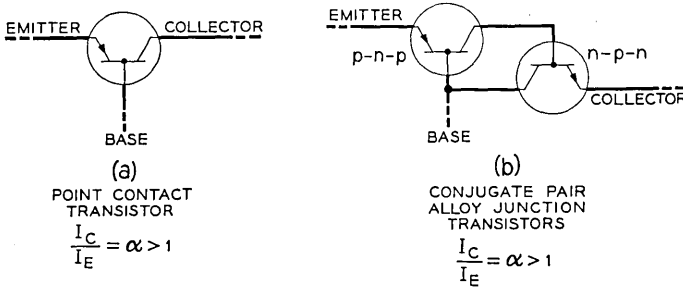 EMITTER
COLLECTOR
BASE
(a)
POINT CONTACT
TRANSISTOR
I_C/I_E = α > 1
EMITTER
p-n-p
n-p-n
COLLECTOR
BASE
(b)
CONJUGATE PAIR
ALLOY JUNCTION
TRANSISTORS
I_C/I_E = α > 1